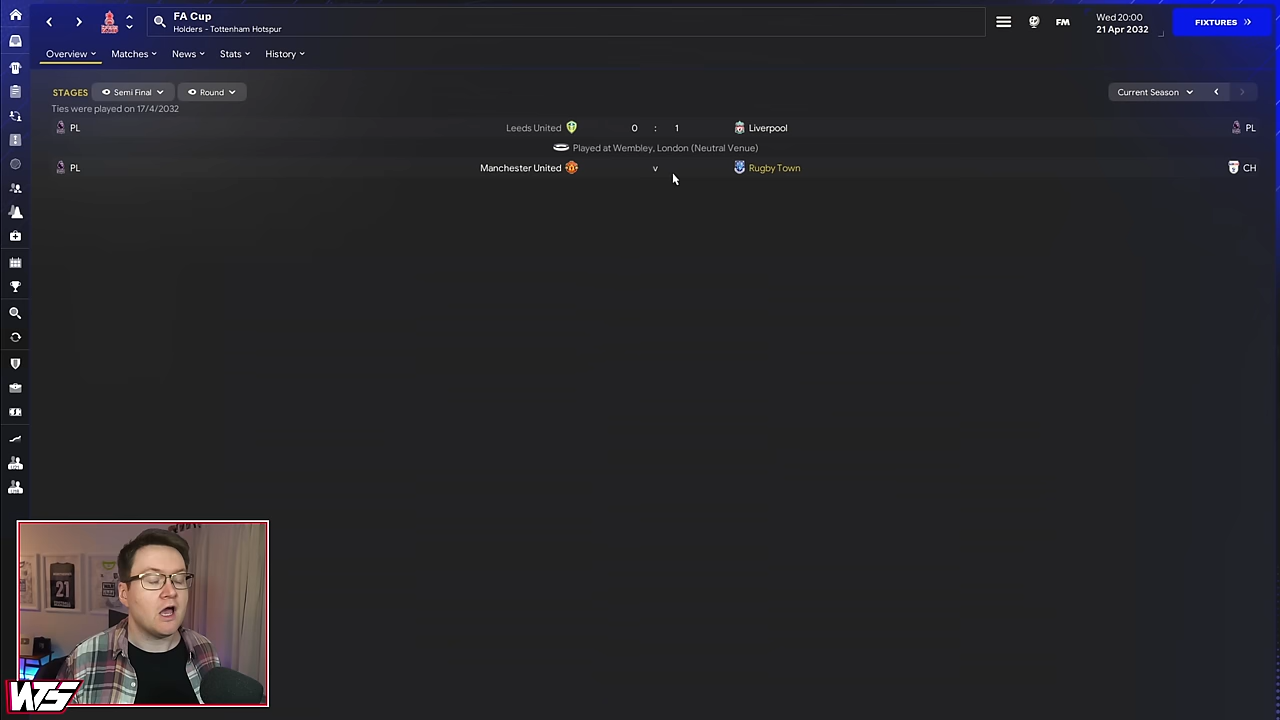 FA Cup
Holders - Tottenham Hotspur
FM
Wed 20:00
21 Apr 2032
FIXTURES
Overview
Matches
News
Stats
History
STAGES
Semi Final
Round
Current Season
Ties were played on 17/4/2032
PL
Leeds United
0 : 1
Liverpool
PL
Played at Wembley, London (Neutral Venue)
PL
Manchester United
v
Rugby Town
CH
21
WTS